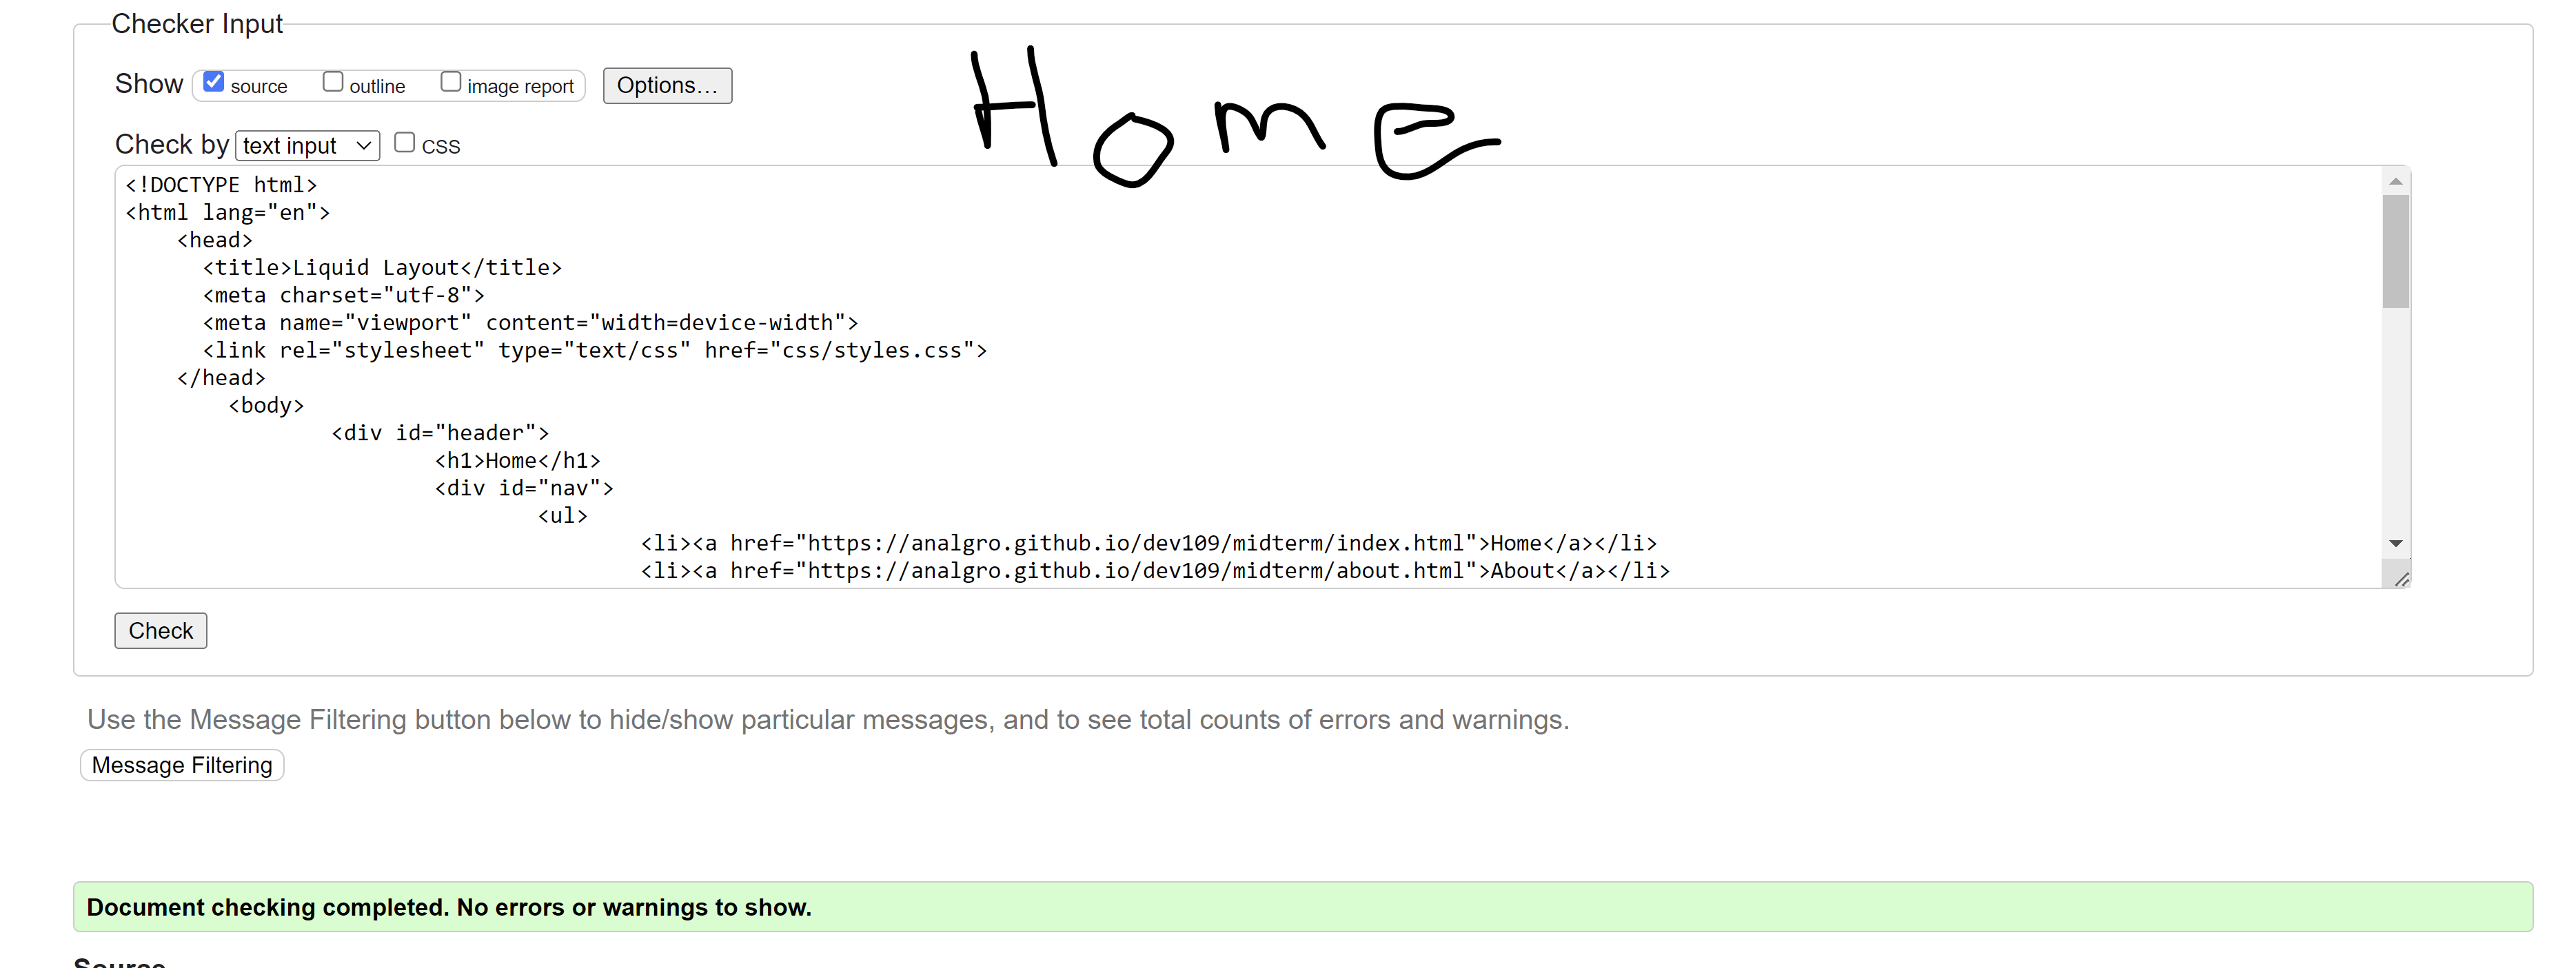 Checker Input
Home
Show source outline image report Options...
Check by text input CSS
<!DOCTYPE html>
<html lang="en">
    <head>
      <title>Liquid Layout</title>
      <meta charset="utf-8">
      <meta name="viewport" content="width=device-width">
      <link rel="stylesheet" type="text/css" href="css/styles.css">
    </head>
        <body>
                <div id="header">
                        <h1>Home</h1>
                        <div id="nav">
                                <ul>
                                        <li><a href="https://analgro.github.io/dev109/midterm/index.html">Home</a></li>
                                        <li><a href="https://analgro.github.io/dev109/midterm/about.html">About</a></li>
Check
Use the Message Filtering button below to hide/show particular messages, and to see total counts of errors and warnings.
Message Filtering
Document checking completed. No errors or warnings to show.
Source